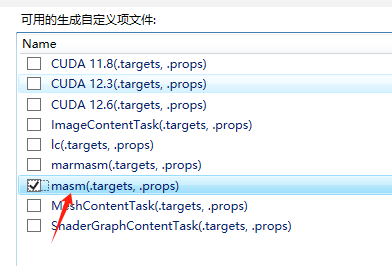 可用的生成自定义项文件:
Name
CUDA 11.8(.targets, .props)
CUDA 12.3(.targets, .props)
CUDA 12.6(.targets, .props)
ImageContentTask(.targets, .props)
lc(.targets, .props)
marmasm(.targets, .props)
masm(.targets, .props)
MeshContentTask(.targets, .props)
ShaderGraphContentTask(.targets, .props)